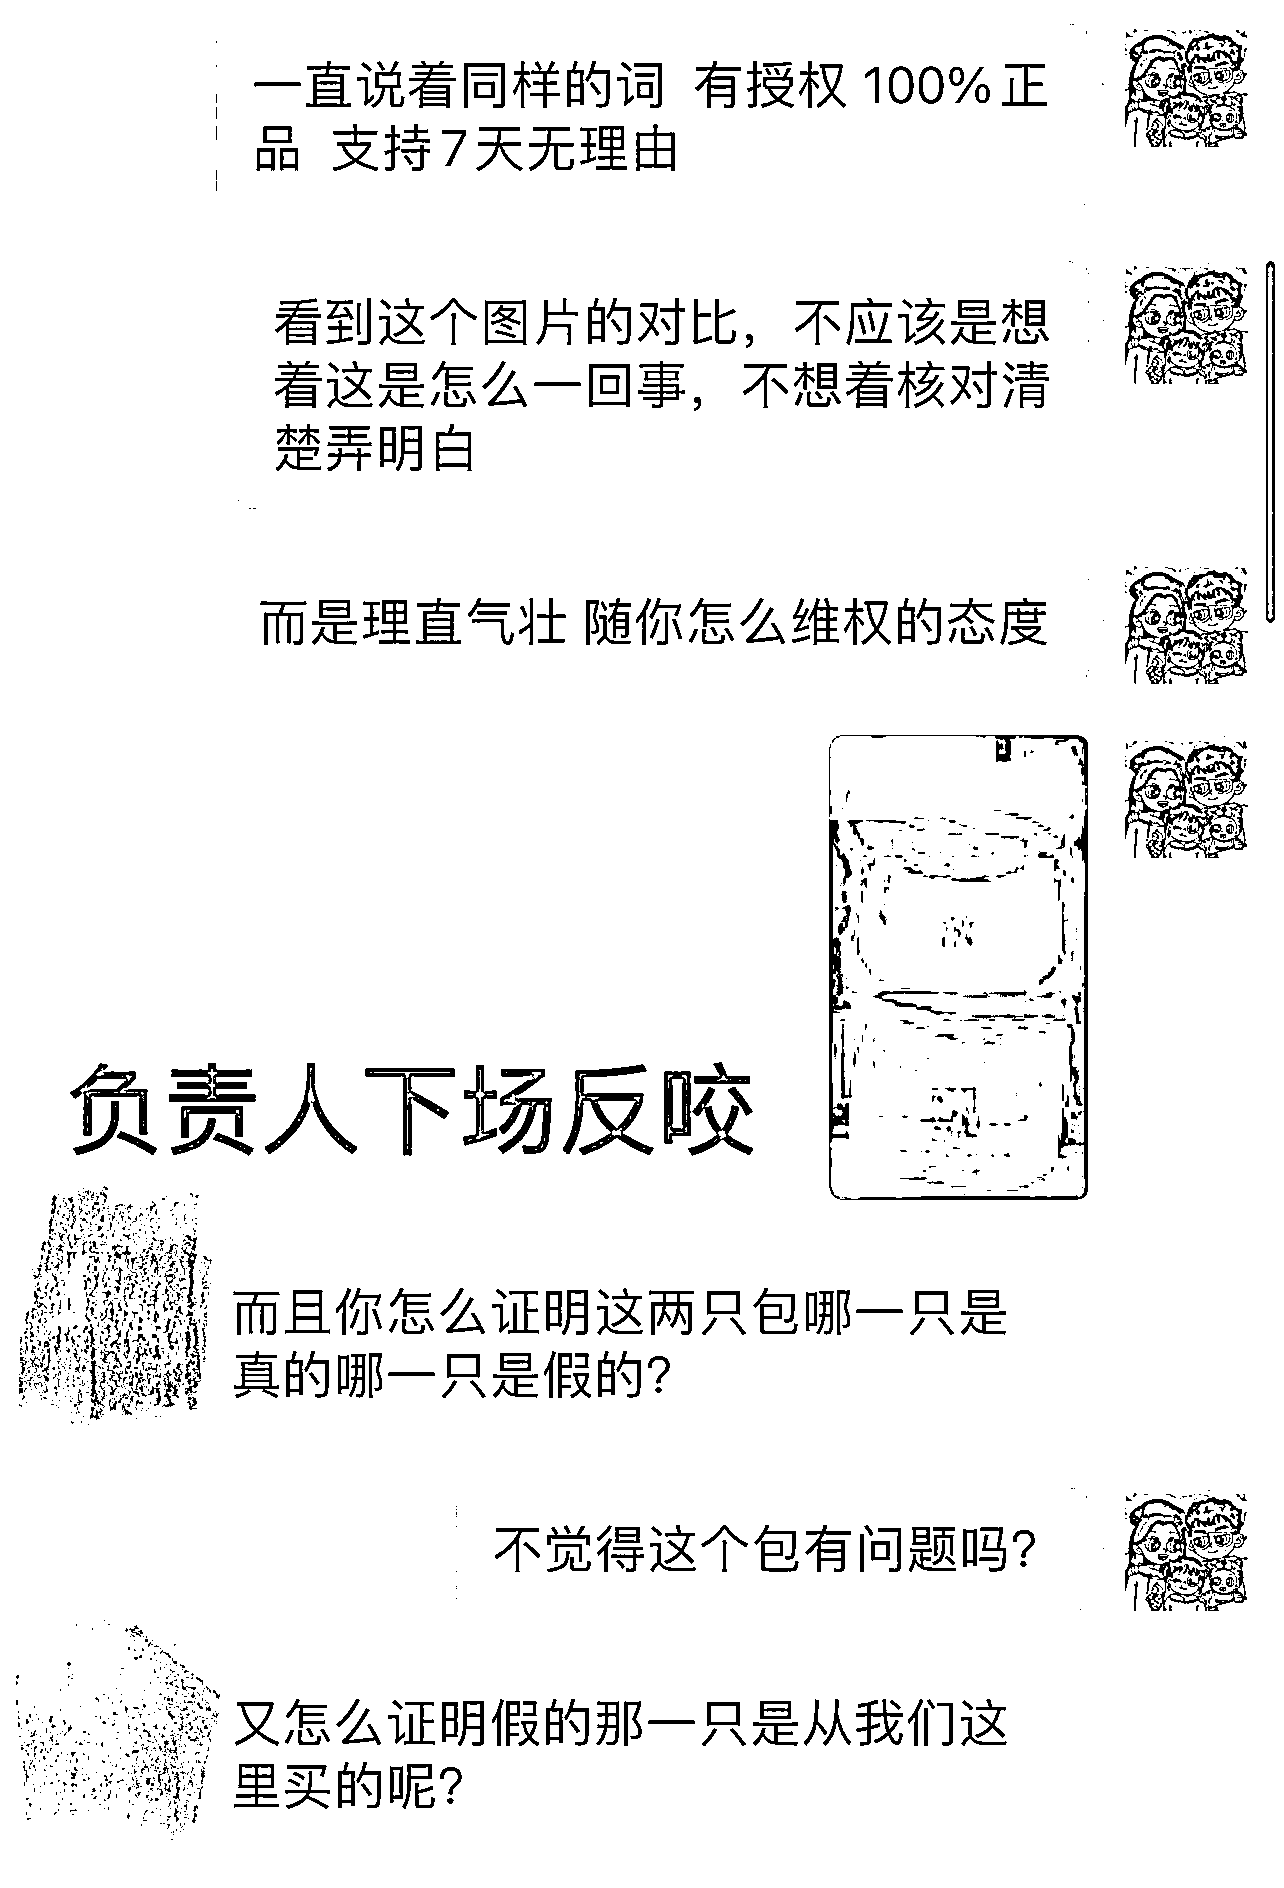 一直说着同样的词 有授权 100%正
品 支持7天无理由
看到这个图片的对比，不应该是想
着这是怎么一回事，不想着核对清
楚弄明白
而是理直气壮 随你怎么维权的态度
负责人下场反咬
而且你怎么证明这两只包哪一只是
真的哪一只是假的？
不觉得这个包有问题吗？
又怎么证明假的那一只是从我们这
里买的呢？